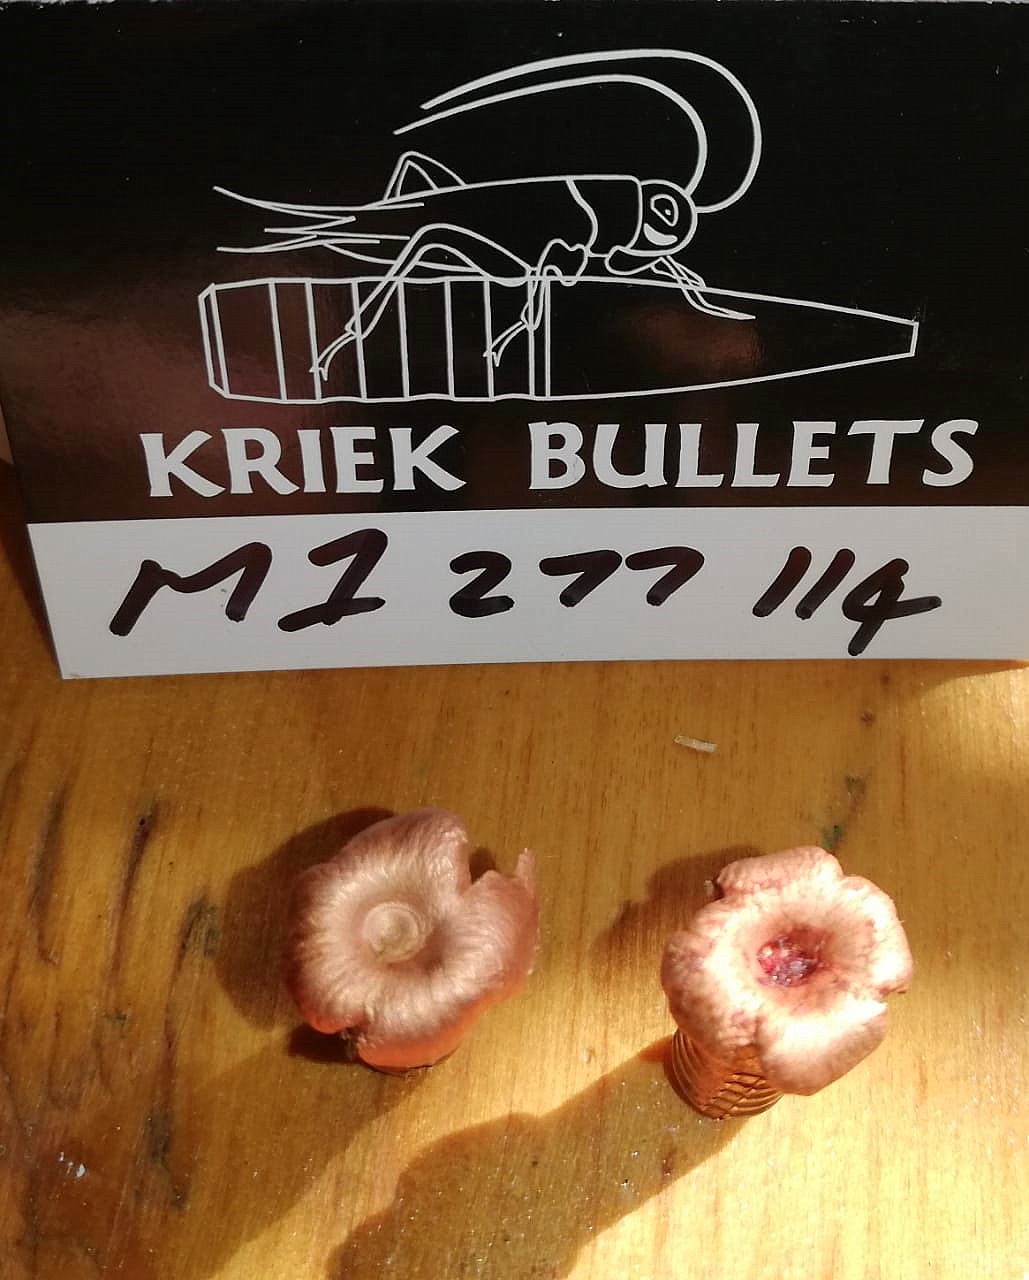 KRIEK BULLETS
MI 277 114